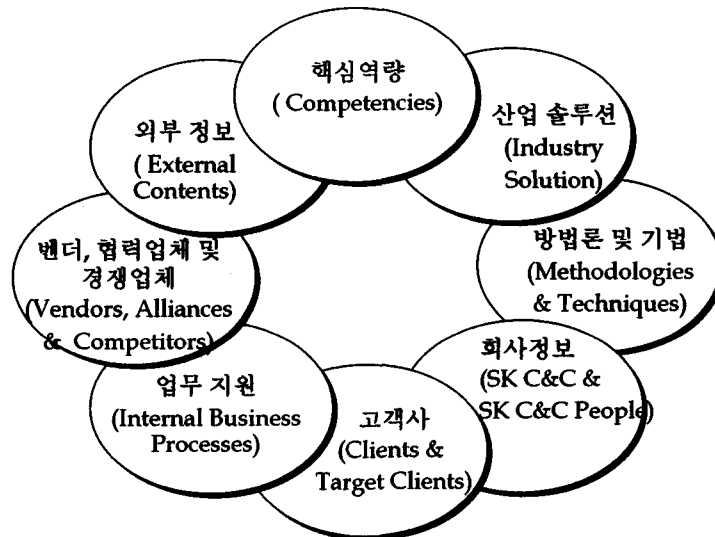 핵심역량
( Competencies)
산업 솔루션
(Industry
Solution)
방법론 및 기법
(Methodologies
& Techniques)
회사정보
(SK C&C &
SK C&C People)
고객사
(Clients &
Target Clients)
업무 지원
(Internal Business
Processes)
벤더, 협력업체 및
경쟁업체
(Vendors, Alliances
& Competitors)
외부 정보
( External
Contents)